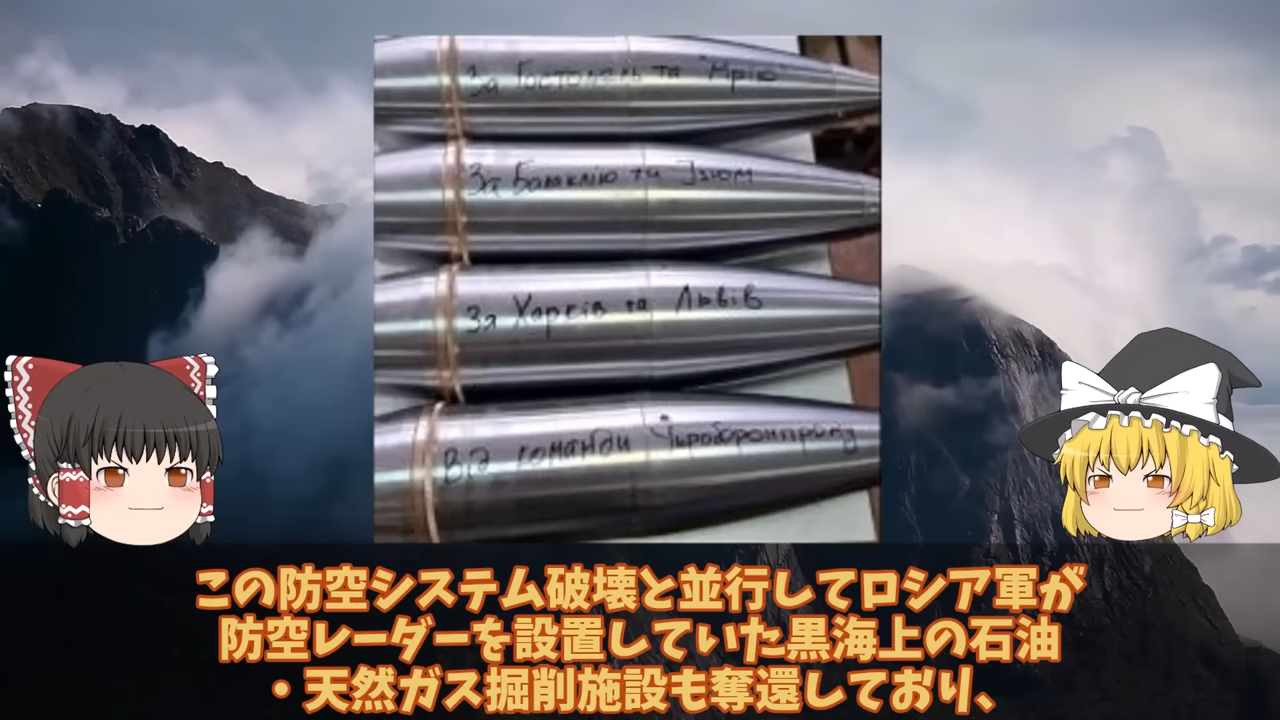 За Гостомель та "Мрію"
За Балаклію та Ізюм
За Харків та Львів
Від команди Укроборонпрому
この防空システム破壊と並行してロシア軍が
防空レーダーを設置していた黒海上の石油
・天然ガス掘削施設も奪還しており、